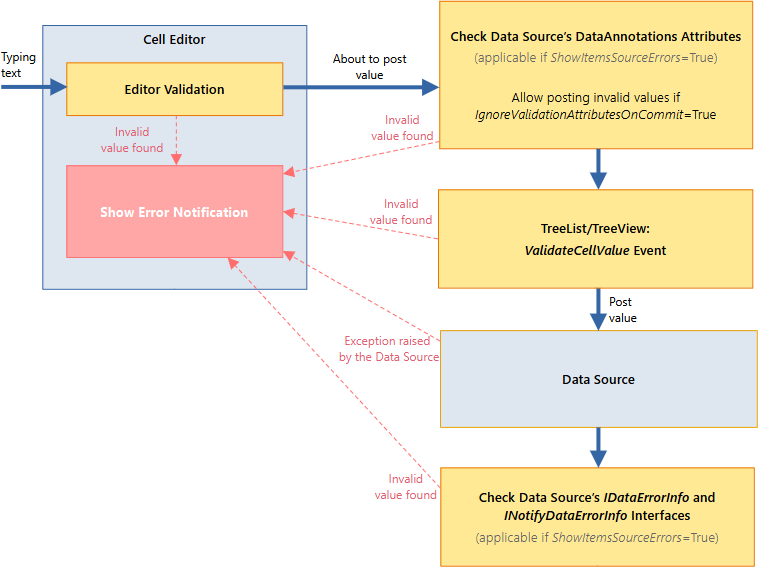 Typing
text
Cell Editor
Editor Validation
About to post
value
Check Data Source's DataAnnotations Attributes
(applicable if ShowItemsSourceErrors=True)
Allow posting invalid values if
IgnoreValidationAttributesOnCommit=True
Invalid
value found
Invalid
value found
Show Error Notification
Invalid
value found
TreeList/TreeView:
ValidateCellValue Event
Post
value
Exception raised
by the Data Source
Data Source
Invalid
value found
Check Data Source's IDataErrorInfo and
INotifyDataErrorInfo Interfaces
(applicable if ShowItemsSourceErrors=True)